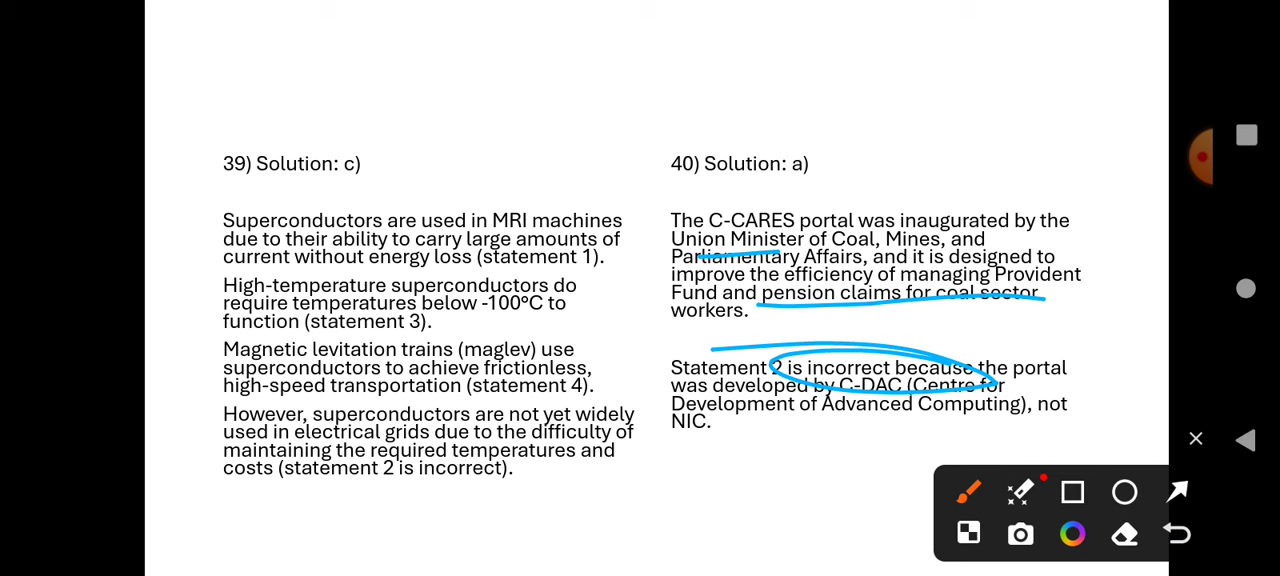 39) Solution: c)
Superconductors are used in MRI machines
due to their ability to carry large amounts of
current without energy loss (statement 1).
High-temperature superconductors do
require temperatures below -100°C to
function (statement 3).
Magnetic levitation trains (maglev) use
superconductors to achieve frictionless,
high-speed transportation (statement 4).
However, superconductors are not yet widely
used in electrical grids due to the difficulty of
maintaining the required temperatures and
costs (statement 2 is incorrect).
40) Solution: a)
The C-CARES portal was inaugurated by the
Union Minister of Coal, Mines, and
Parliamentary Affairs, and it is designed to
improve the efficiency of managing Provident
Fund and pension claims for coal sector
workers.
Statement 2 is incorrect because the portal
was developed by C-DAC (Centre for
Development of Advanced Computing), not
NIC.